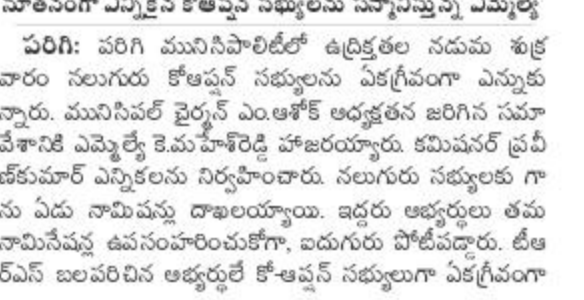 నూతనంగా ఎన్నికైన కోఆప్షన్ సభ్యులను సన్మానిస్తున్న ఎమ్మెల్యే
పరిగి: పరిగి మునిసిపాలిటీలో ఉద్రిక్తతల నడుమ శుక్ర
వారం నలుగురు కోఆప్షన్ సభ్యులను ఏకగ్రీవంగా ఎన్నుకు
న్నారు. మునిసిపల్ చైర్మన్ ఎం.ఆశోక్ అధ్యక్షతన జరిగిన సమా
వేశానికి ఎమ్మెల్యే కె.మహేశ్‌రెడ్డి హాజరయ్యారు. కమిషనర్ ప్రవీ
ణ్‌కుమార్ ఎన్నికలను నిర్వహించారు. నలుగురు సభ్యులకు గా
ను ఏడు నామిషన్లు దాఖలయ్యాయి. ఇద్దరు ఆభ్యర్థులు తమ
నామినేషన్ల ఉపసంహరించుకోగా, ఐదుగురు పోటీపడ్డారు. టీఆ
ర్ఎస్ బలపరిచిన అభ్యర్థులే కో-ఆప్షన్ సభ్యులుగా ఏకగ్రీవంగా